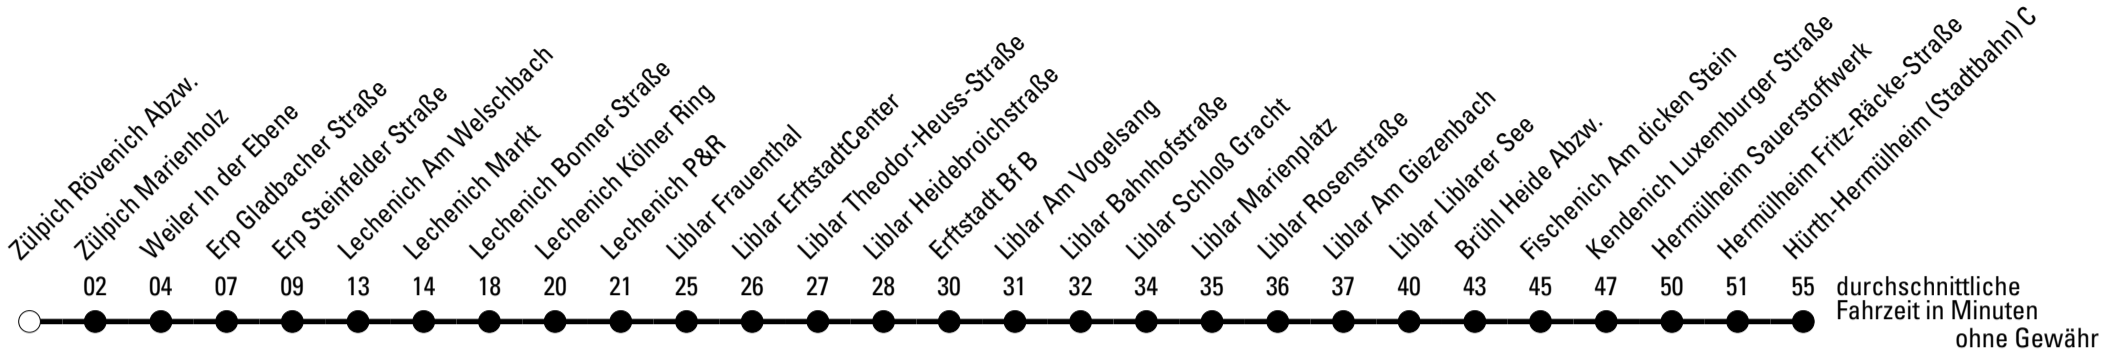 Zülpich Rövenich Abzw.
Zülpich Marienholz
Weiler In der Ebene
Erp Gladbacher Straße
Erp Steinfelder Straße
Lechenich Am Welschbach
Lechenich Markt
Lechenich Bonner Straße
Lechenich Kölner Ring
Lechenich P&R
Liblar Frauenthal
Liblar ErftstadtCenter
Liblar Theodor-Heuss-Straße
Liblar Heidebroichstraße
Erftstadt Bf B
Liblar Am Vogelsang
Liblar Bahnhofstraße
Liblar Schloß Gracht
Liblar Marienplatz
Liblar Rosenstraße
Liblar Am Giezenbach
Liblar Liblarer See
Brühl Heide Abzw.
Fischenich Am dicken Stein
Kendenich Luxemburger Straße
Hermülheim Sauerstoffwerk
Hermülheim Fritz-Räcke-Straße
Hürth-Hermülheim (Stadtbahn) C
02 04 07 09 13 14 18 20 21 25 26 27 28 30 31 32 34 35 36 37 40 43 45 47 50 51 55 durchschnittliche
Fahrzeit in Minuten
ohne Gewähr